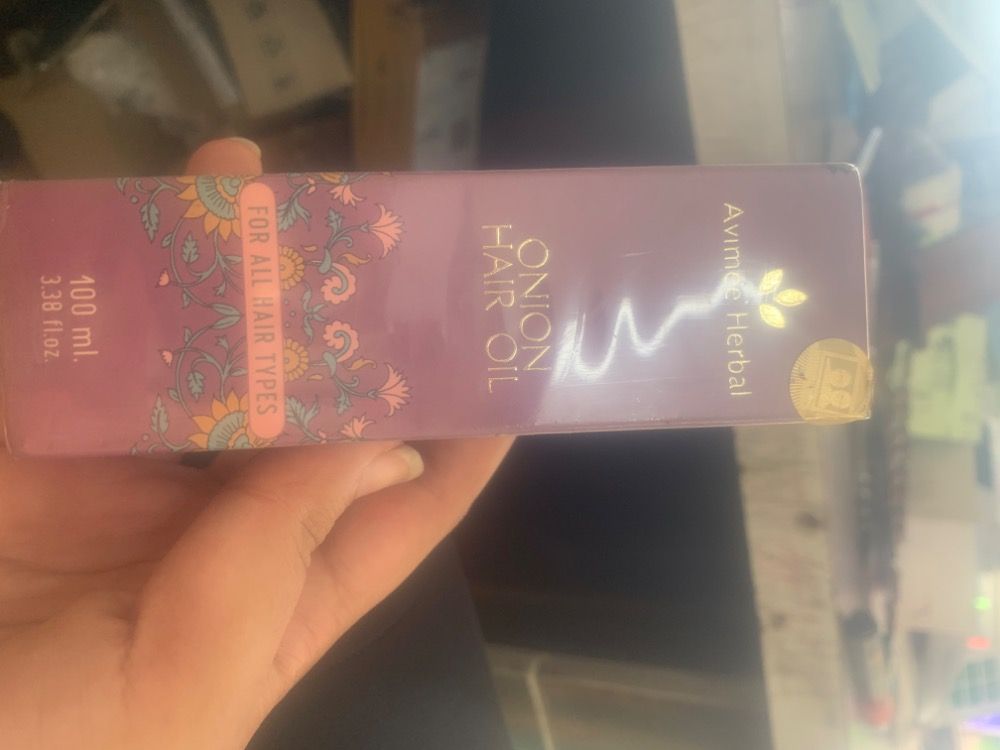 Avimee Herbal
ONION
HAIR OIL
FOR ALL HAIR TYPES
100 ml.
3.38 fl.oz.